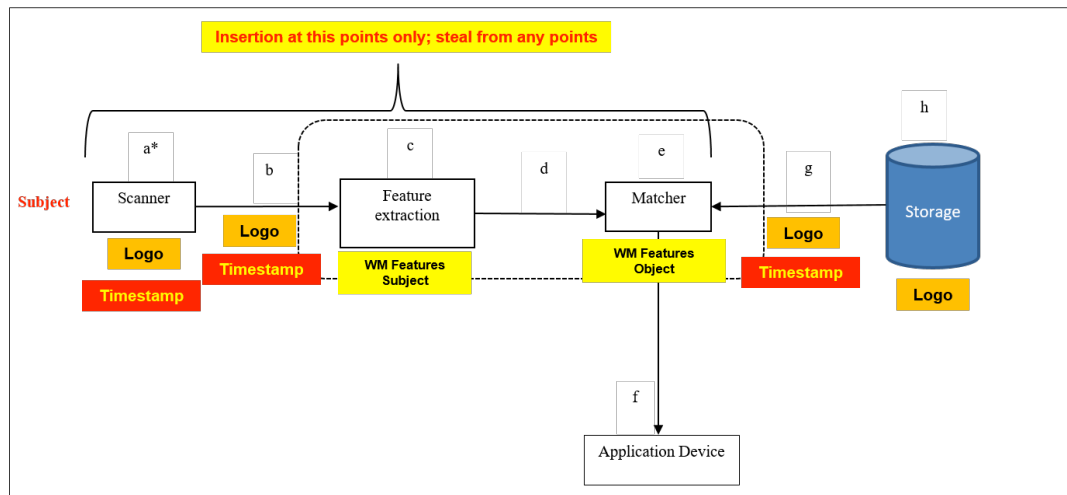 Insertion at this points only; steal from any points
h
a*
b
c
d
e
g
Subject
Scanner
Feature
extraction
Matcher
Storage
Logo
Logo
Logo
Timestamp
Timestamp
WM Features
Subject
WM Features
Object
Timestamp
Logo
f
Application Device